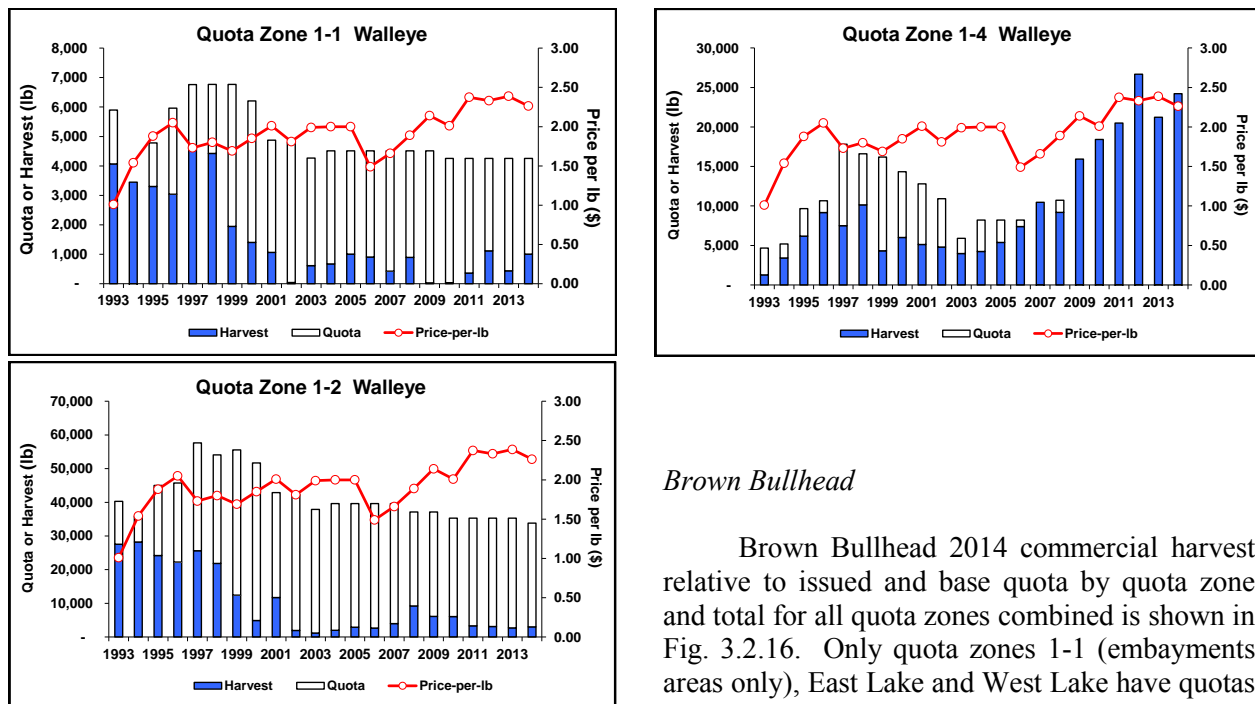 Quota Zone 1-1 Walleye
Quota or Harvest (lb)
8,000
7,000
6,000
5,000
4,000
3,000
2,000
1,000
-
3.00
2.50
2.00
1.50
1.00
0.50
0.00
Price per lb ($)
1993 1995 1997 1999 2001 2003 2005 2007 2009 2011 2013
Harvest Quota Price-per-lb
Quota Zone 1-2 Walleye
Quota or Harvest (lb)
70,000
60,000
50,000
40,000
30,000
20,000
10,000
-
3.00
2.50
2.00
1.50
1.00
0.50
0.00
Price per lb ($)
1993 1995 1997 1999 2001 2003 2005 2007 2009 2011 2013
Harvest Quota Price-per-lb
Quota Zone 1-4 Walleye
Quota or Harvest (lb)
30,000
25,000
20,000
15,000
10,000
5,000
-
3.00
2.50
2.00
1.50
1.00
0.50
0.00
Price per lb ($)
1993 1995 1997 1999 2001 2003 2005 2007 2009 2011 2013
Harvest Quota Price-per-lb
Brown Bullhead
Brown Bullhead 2014 commercial harvest
relative to issued and base quota by quota zone
and total for all quota zones combined is shown in
Fig. 3.2.16. Only quota zones 1-1 (embayments
areas only), East Lake and West Lake have quotas